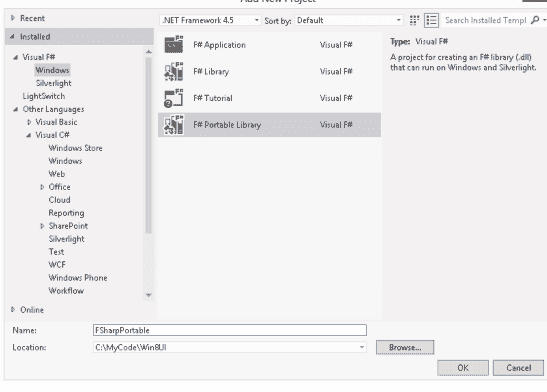 Add New Project
Recent
.NET Framework 4.5
Sort by: Default
Search Installed Templ
Installed
Visual F#
Windows
Silverlight
LightSwitch
Other Languages
Visual Basic
Visual C#
Windows Store
Windows
Web
Office
Cloud
Reporting
SharePoint
Silverlight
Test
WCF
Windows Phone
Workflow
Online
F# Application Visual F#
F# Library Visual F#
F# Tutorial Visual F#
F# Portable Library Visual F#
Type: Visual F#
A project for creating an F# library (.dll)
that can run on Windows and Silverlight.
Name: FSharpPortable
Location: C:\MyCode\Win8UI
Browse...
OK Cancel